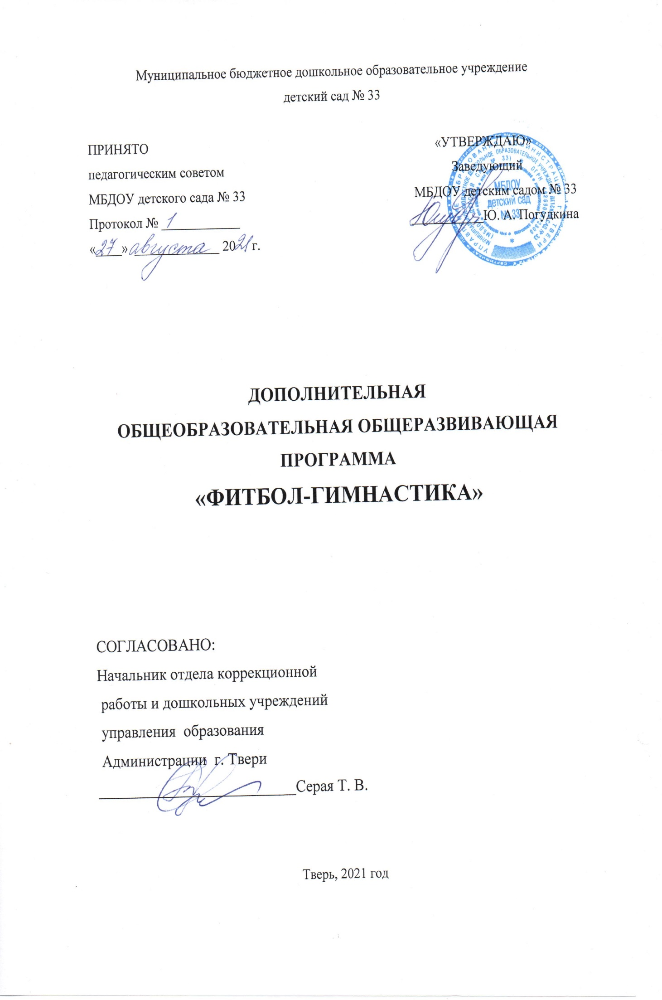 Муниципальное бюджетное дошкольное образовательное учреждение
детский сад № 33
ПРИНЯТО
педагогическим советом
МБДОУ детского сада № 33
Протокол № 1
«27» августа 2021 г.
«УТВЕРЖДАЮ»
Заведующий
МБДОУ детским садом № 33
Ю. А. Погудкина
МБДОУ
детский сад
№ 33
ДОПОЛНИТЕЛЬНАЯ
ОБЩЕОБРАЗОВАТЕЛЬНАЯ ОБЩЕРАЗВИВАЮЩАЯ
ПРОГРАММА
«ФИТБОЛ-ГИМНАСТИКА»
СОГЛАСОВАНО:
Начальник отдела коррекционной
работы и дошкольных учреждений
управления образования
Администрации г. Твери
Серая Т. В.
Тверь, 2021 год